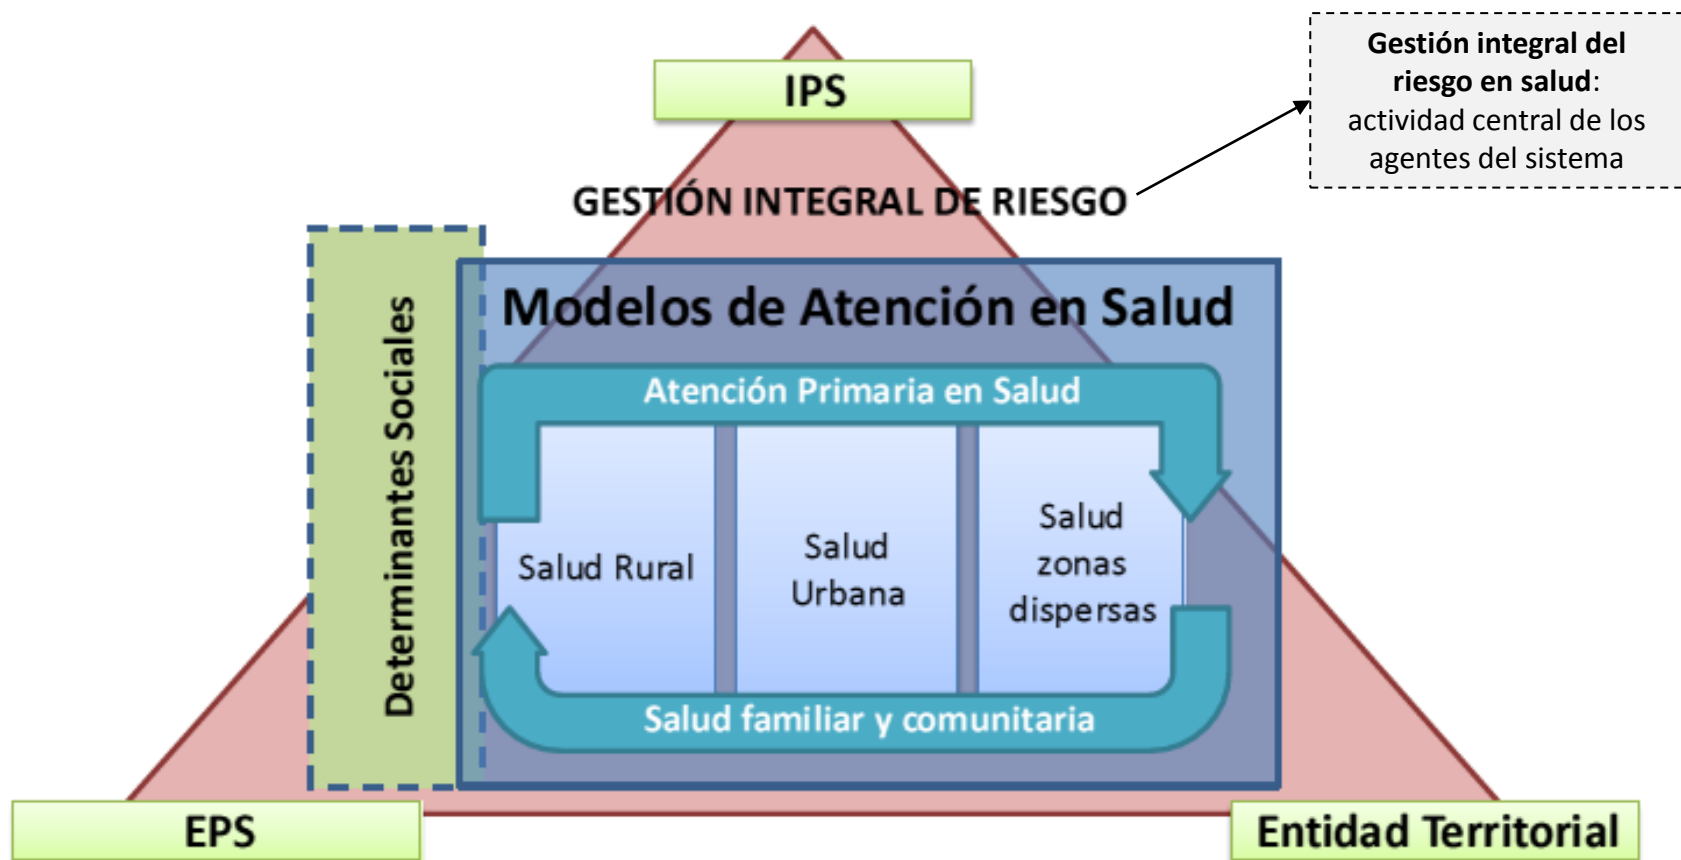 IPS
Gestión integral del
riesgo en salud:
actividad central de los
agentes del sistema
GESTIÓN INTEGRAL DE RIESGO
Determinantes Sociales
Modelos de Atención en Salud
Atención Primaria en Salud
Salud Rural
Salud
Urbana
Salud
zonas
dispersas
Salud familiar y comunitaria
EPS
Entidad Territorial